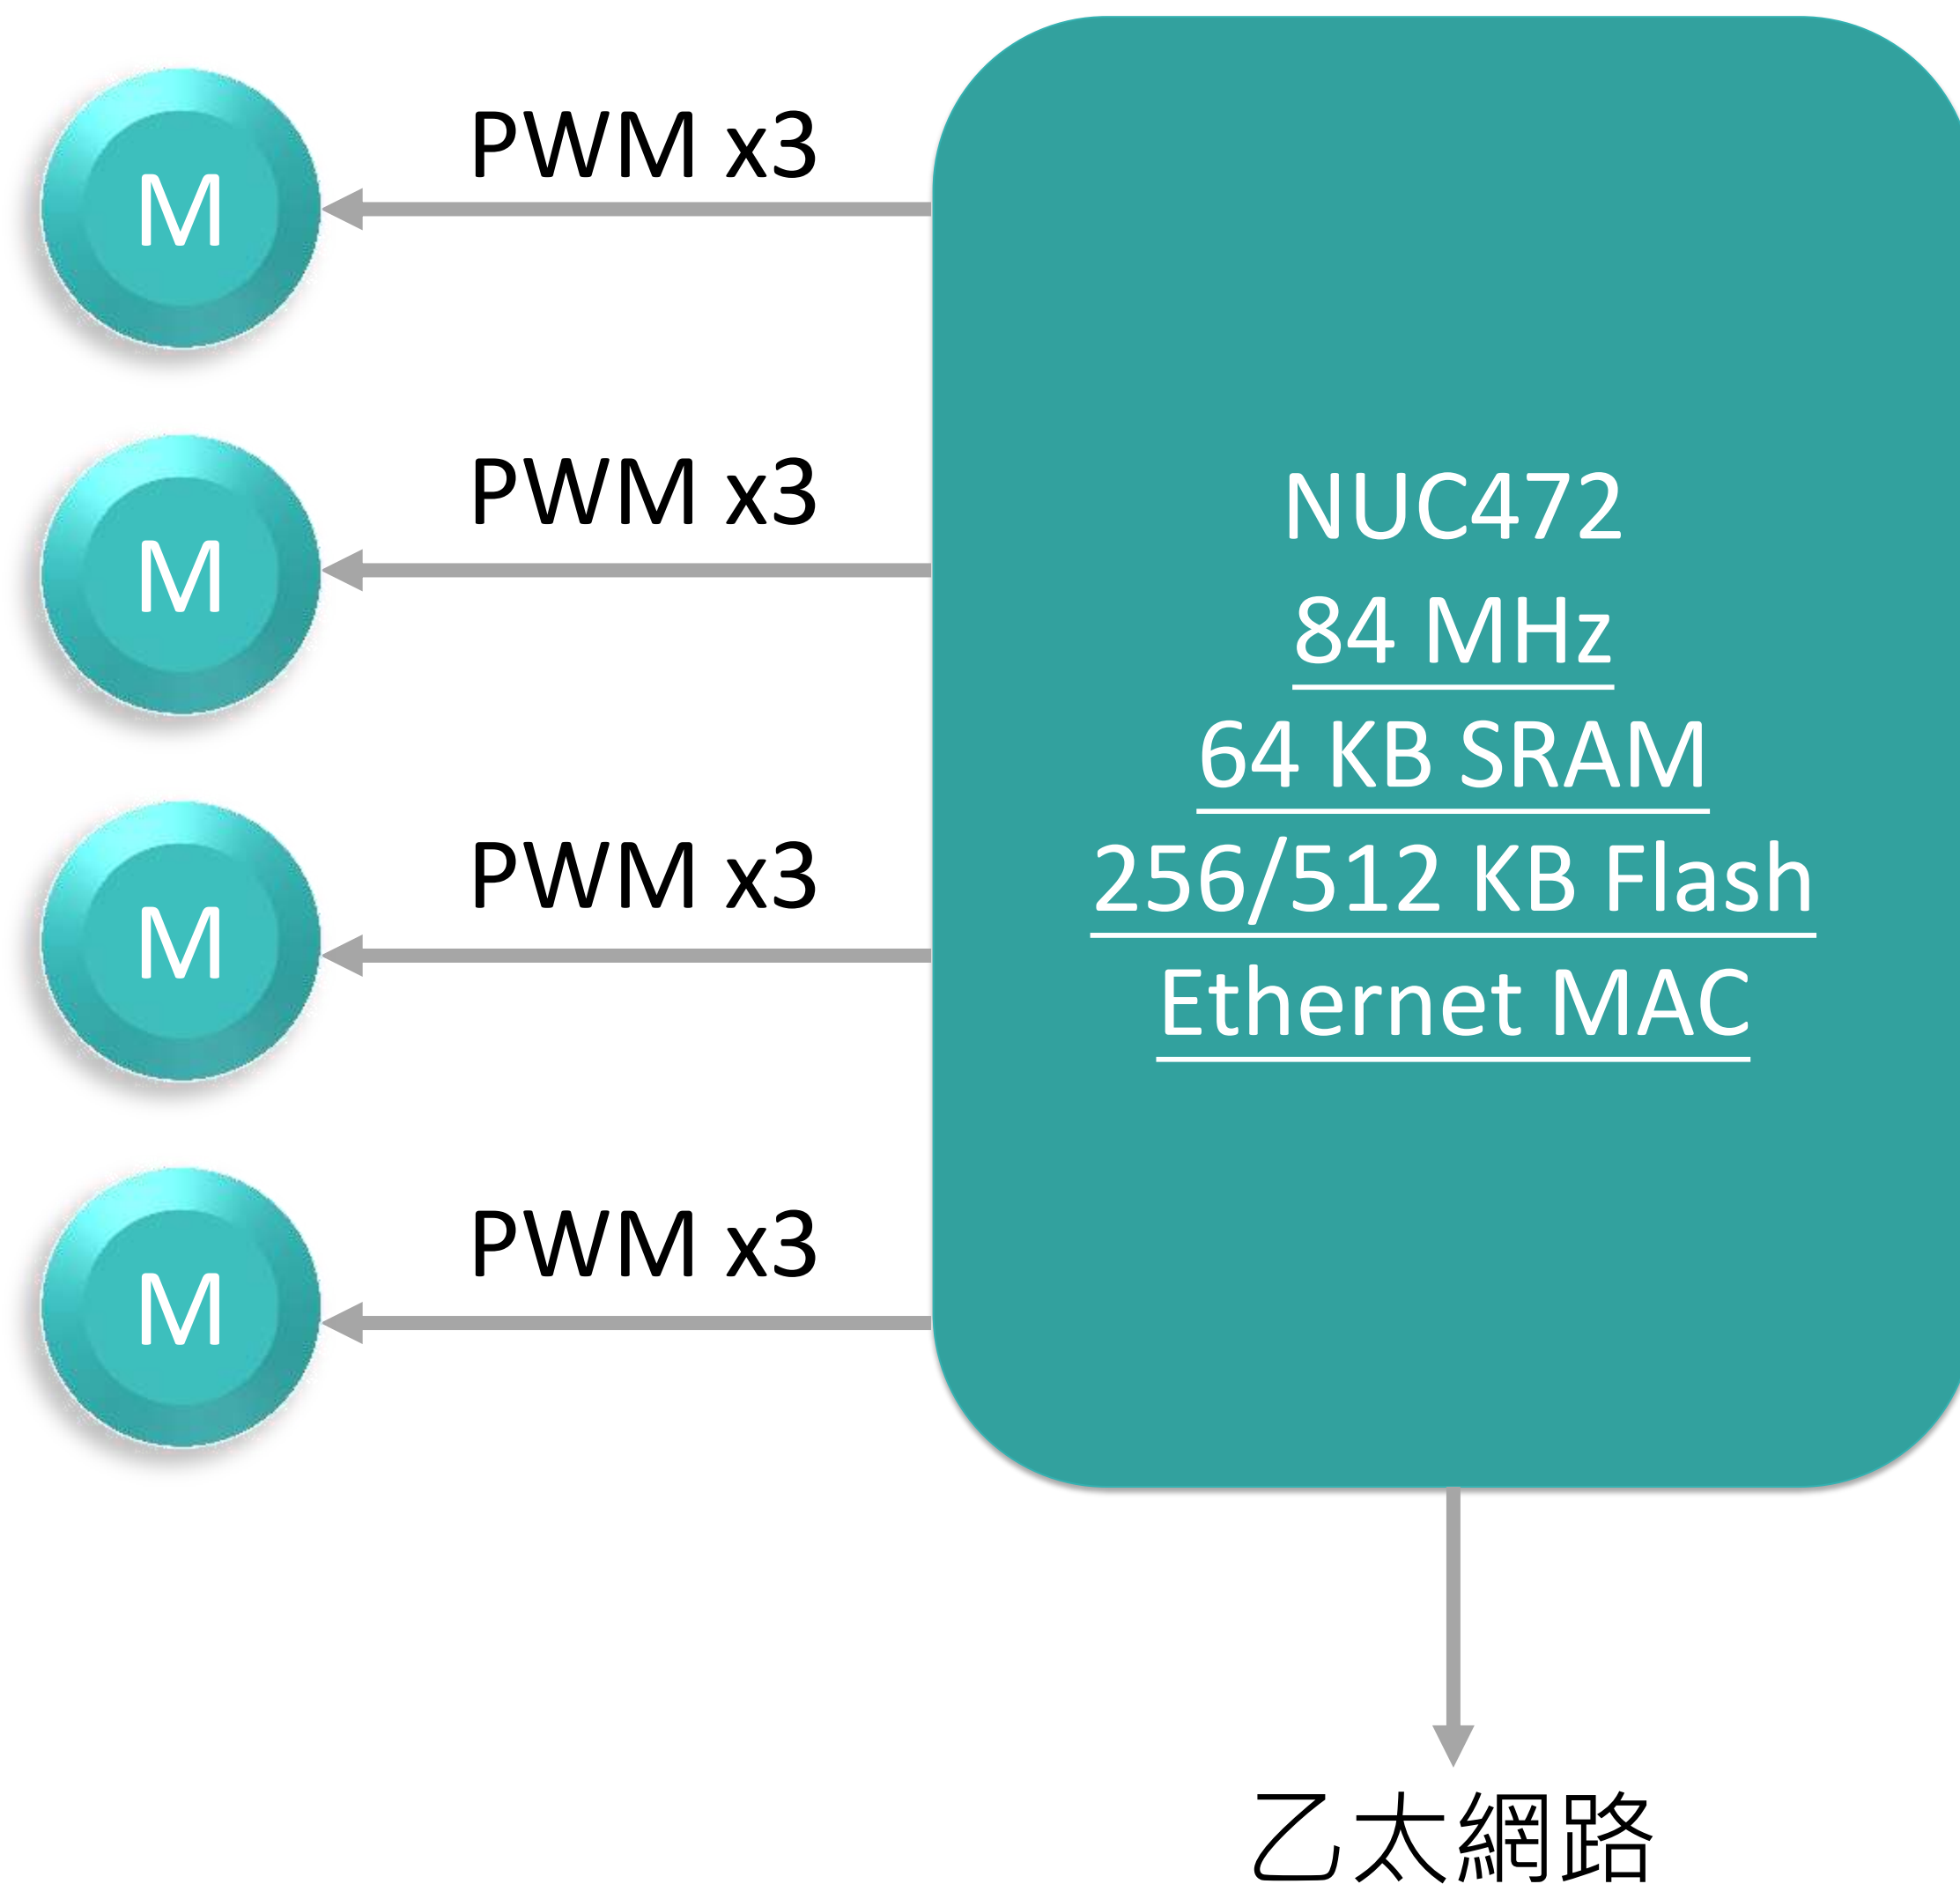 M
PWM x3
M
PWM x3
M
PWM x3
M
PWM x3
NUC472
84 MHz
64 KB SRAM
256/512 KB Flash
Ethernet MAC
乙太網路